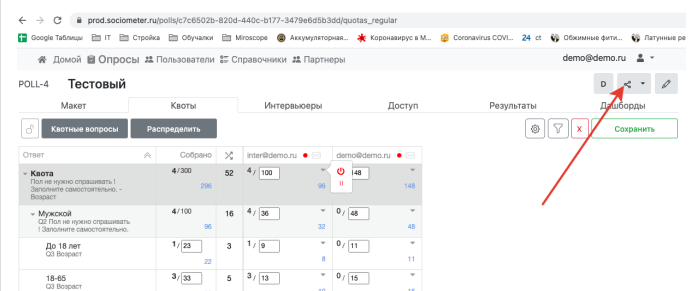 prod.sociometer.ru/polls/c7c6502b-820d-440c-b177-3479e6d5b3dd/quotas_regular
Google Таблицы IT Стройка Обучалки Miroscope Аккумуляторная... Коронавирус в М... Coronavirus COVI... 24 ct Обжимные фити... Латунные ре
Домой Опросы Пользователи Справочники Партнеры demo@demo.ru
POLL-4 Тестовый D
Макет Квоты Интервьюеры Доступ Результаты Дашборды
Квотные вопросы Распределить X Сохранить
Ответ Собрано inter@demo.ru demo@demo.ru
Квота 4/300 52 4/ 100 148
Пол не нужно спрашивать !
Заполните самостоятельно. - 296 96 148
Возраст
Мужской 4/100 16 4/ 36 0/ 48
Q2 Пол не нужно спрашивать
! Заполните самостоятельно. 96 32 48
До 18 лет 1/ 23 3 1/ 9 0/ 11
Q3 Возраст 22 8 11
18-65 3/ 33 5 3/ 13 0/ 15
Q3 Возраст